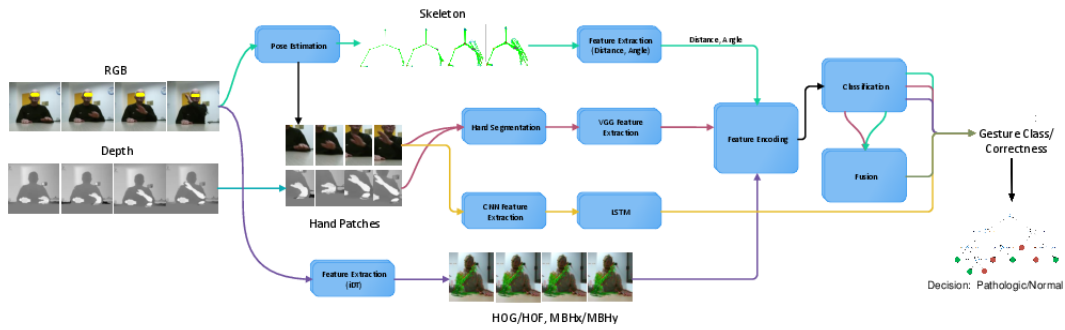 Skeleton
Pose Estimation
Feature Extraction
(Distance, Angle)
Distance, Angle
RGB
Classification
Hand Segmentation
VGG Feature
Extraction
Feature Encoding
Gesture Class/
Correctness
Depth
Fusion
Hand Patches
CNN Feature
Extraction
LSTM
Feature Extraction
(iDT)
Decision: Pathologic/Normal
HOG/HOF, MBHx/MBHy